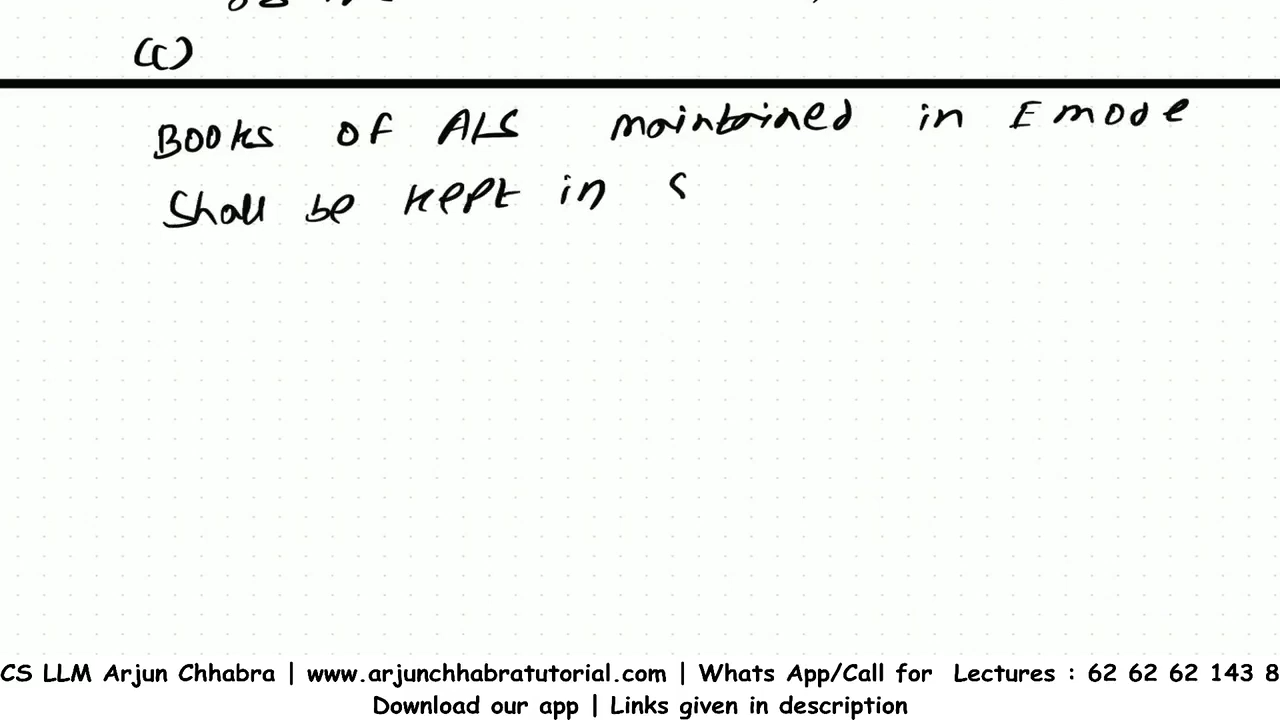 (C)
Books of A/S maintained in E mode
Shall be kept in S
CS LLM Arjun Chhabra | www.arjunchhabratutorial.com | Whats App/Call for Lectures : 62 62 62 143 8
Download our app | Links given in description